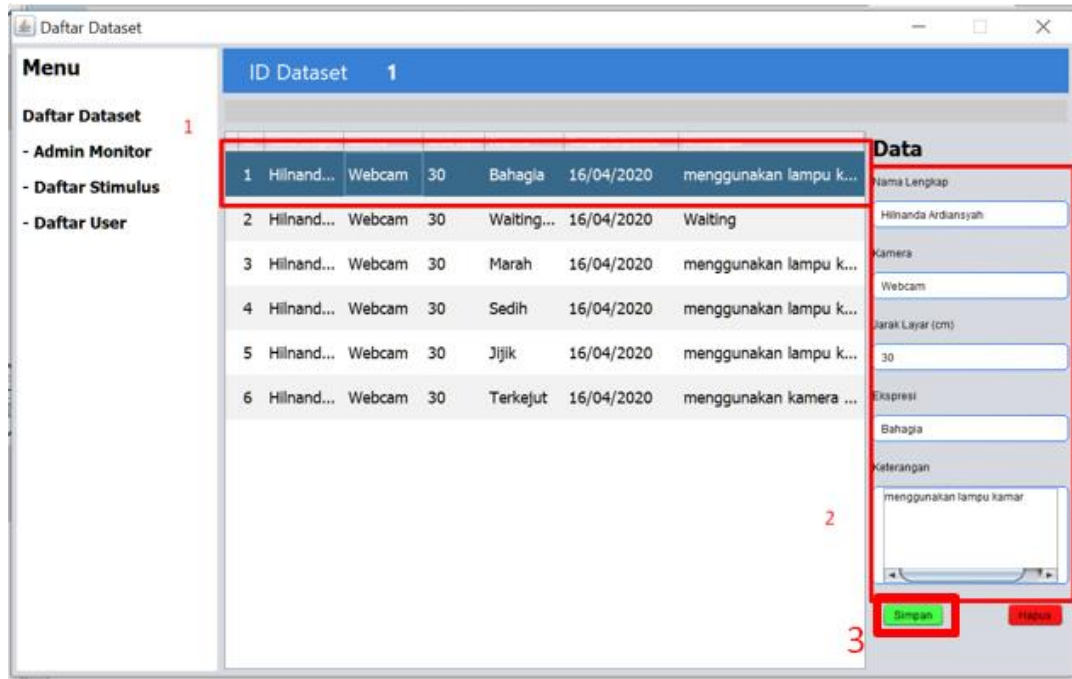 Daftar Dataset
Menu
ID Dataset 1
Daftar Dataset
1
- Admin Monitor
- Daftar Stimulus
- Daftar User
1 Hilnand... Webcam 30 Bahagia 16/04/2020 menggunakan lampu k...
2 Hilnand... Webcam 30 Waiting... 16/04/2020 Waiting
3 Hilnand... Webcam 30 Marah 16/04/2020 menggunakan lampu k...
4 Hilnand... Webcam 30 Sedih 16/04/2020 menggunakan lampu k...
5 Hilnand... Webcam 30 Jijik 16/04/2020 menggunakan lampu k...
6 Hilnand... Webcam 30 Terkejut 16/04/2020 menggunakan kamera ...
Data
Nama Lengkap
Hilnanda Ardiansyah
Kamera
Webcam
Jarak Layar (cm)
30
Ekspresi
Bahagia
Keterangan
menggunakan lampu kamar
2
Simpan
Hapus
3